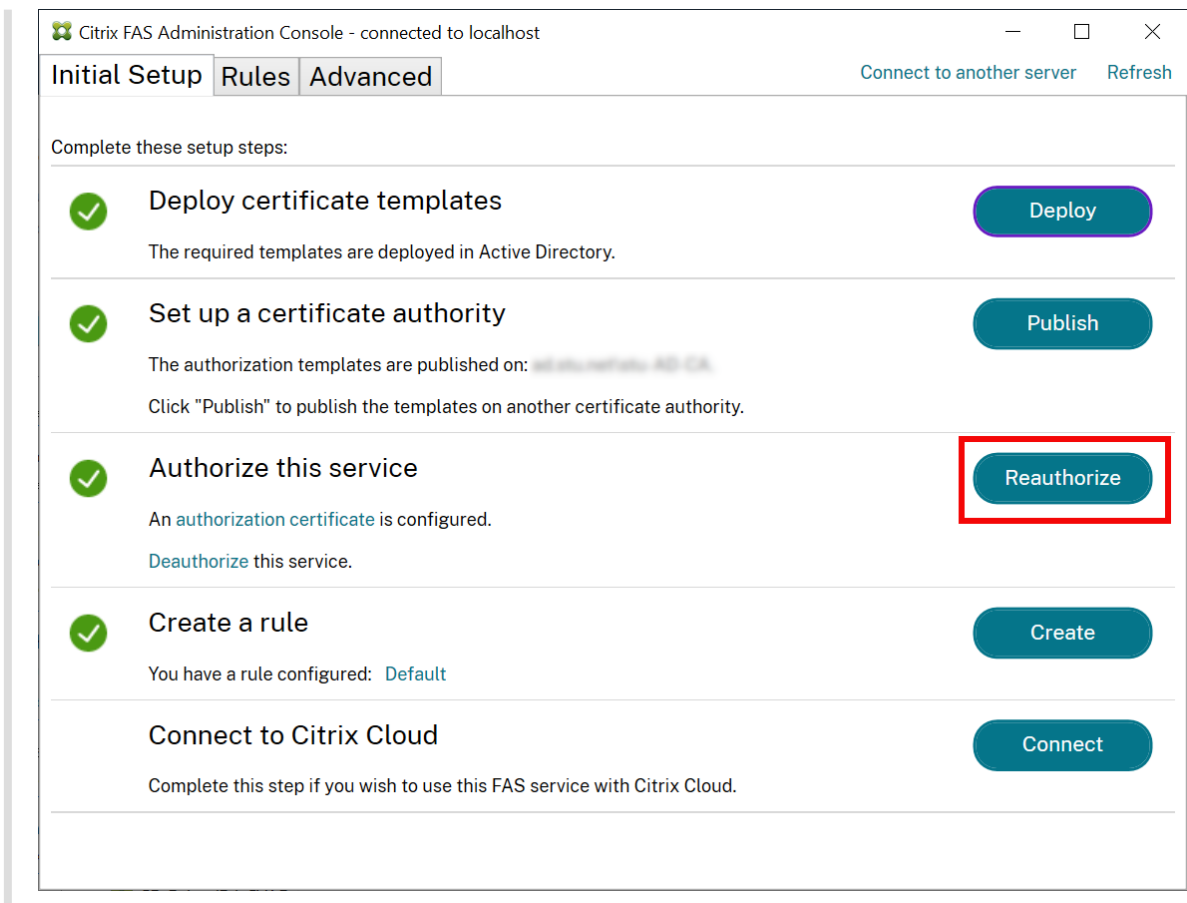 Citrix FAS Administration Console - connected to localhost
Initial Setup Rules Advanced Connect to another server Refresh
Complete these setup steps:
Deploy certificate templates
Deploy
The required templates are deployed in Active Directory.
Set up a certificate authority
Publish
The authorization templates are published on:
Click "Publish" to publish the templates on another certificate authority.
Authorize this service
Reauthorize
An authorization certificate is configured.
Deauthorize this service.
Create a rule
Create
You have a rule configured: Default
Connect to Citrix Cloud
Connect
Complete this step if you wish to use this FAS service with Citrix Cloud.